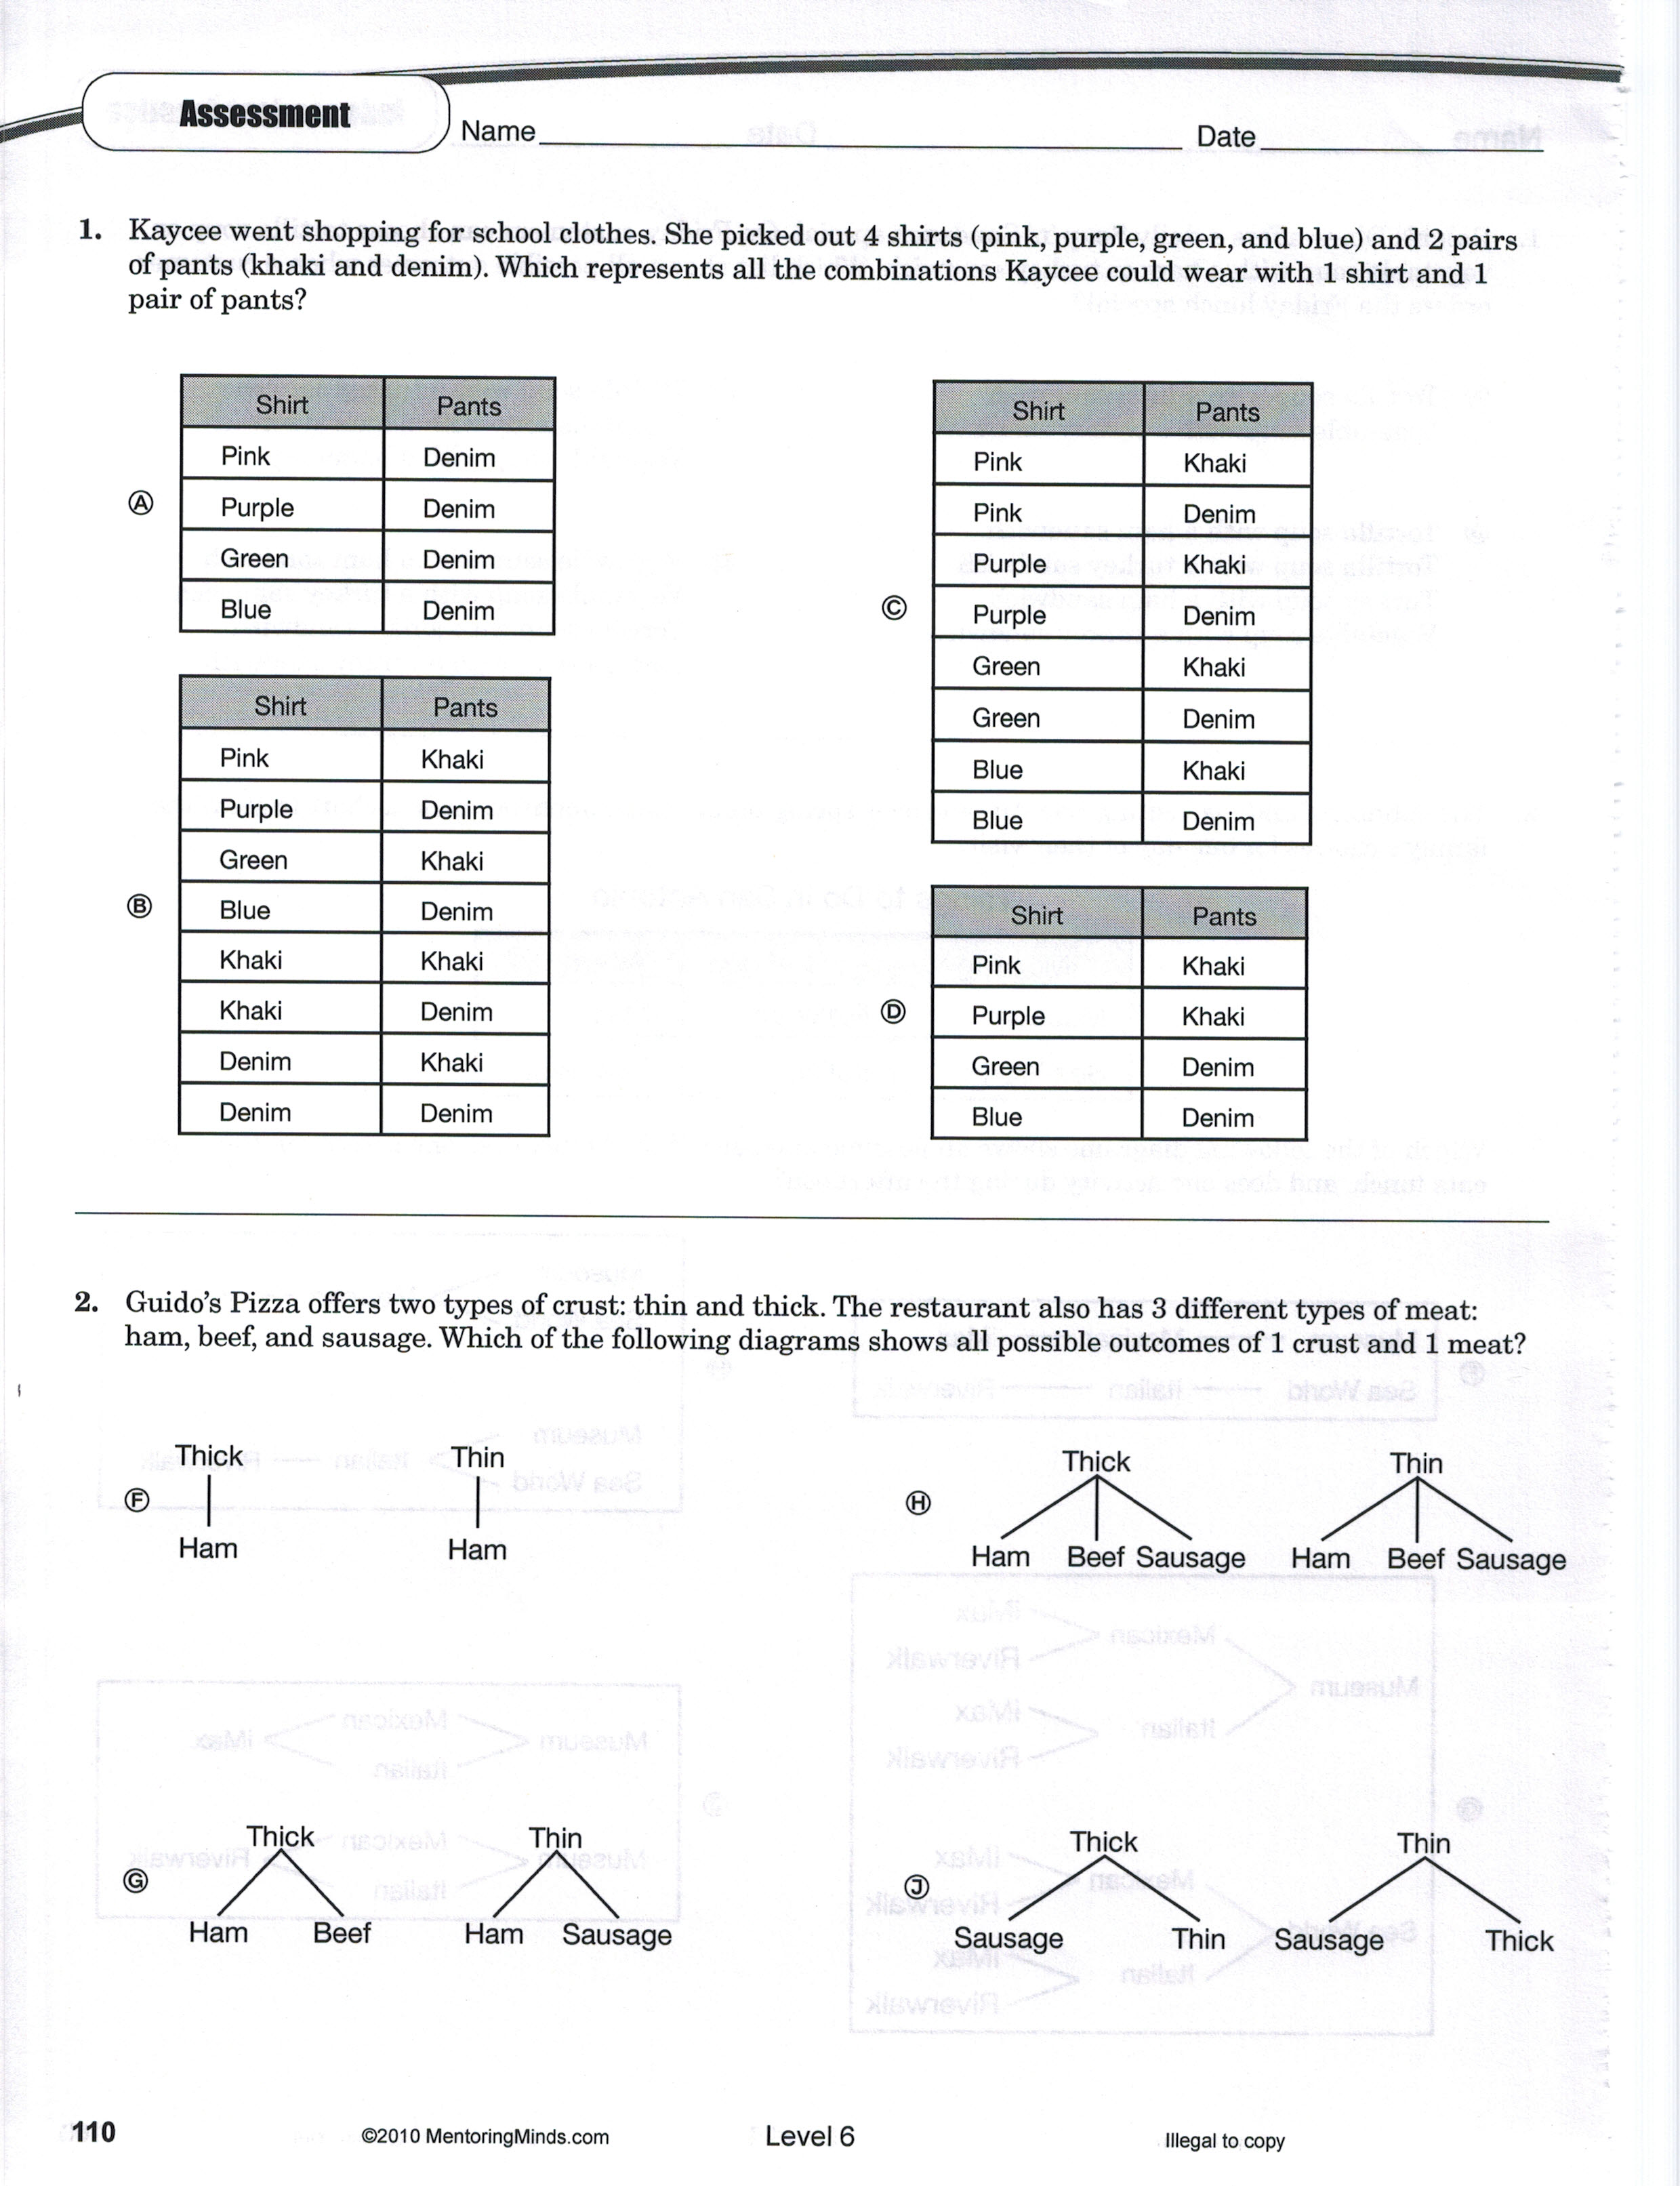 Assessment
Name
Date
1. Kaycee went shopping for school clothes. She picked out 4 shirts (pink, purple, green, and blue) and 2 pairs
of pants (khaki and denim). Which represents all the combinations Kaycee could wear with 1 shirt and 1
pair of pants?
A
Shirt Pants
Pink Denim
Purple Denim
Green Denim
Blue Denim
B
Shirt Pants
Pink Khaki
Purple Denim
Green Khaki
Blue Denim
Khaki Khaki
Khaki Denim
Denim Khaki
Denim Denim
C
Shirt Pants
Pink Khaki
Pink Denim
Purple Khaki
Purple Denim
Green Khaki
Green Denim
Blue Khaki
Blue Denim
D
Shirt Pants
Pink Khaki
Purple Khaki
Green Denim
Blue Denim
2. Guido's Pizza offers two types of crust: thin and thick. The restaurant also has 3 different types of meat:
ham, beef, and sausage. Which of the following diagrams shows all possible outcomes of 1 crust and 1 meat?
F
Thick Thin
Ham Ham
G
Thick Thin
Ham Beef Ham Sausage
H
Thick Thin
Ham Beef Sausage Ham Beef Sausage
J
Thick Thin
Sausage Thin Sausage Thick
110 ©2010 MentoringMinds.com Level 6 Illegal to copy